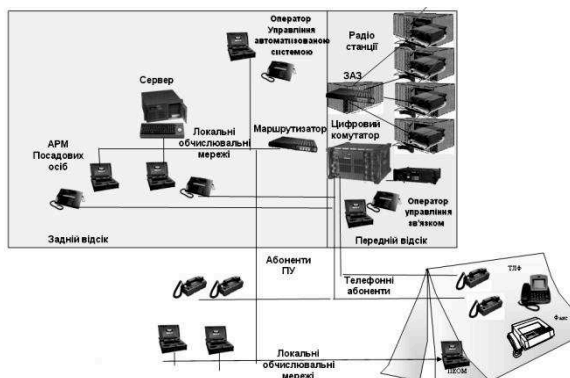 Оператор
Управління
автоматизованою
системою
Радіо
станції
ЗАЗ
Сервер
Локальні
обчислювальні
мережі
Маршрутизатор
Цифровий
комутатор
АРМ
Посадових
осіб
Оператор
управління
зв'язком
Задній відсік
Передній відсік
Абоненти
ПУ
Телефонні
абоненти
ТЛФ
Факс
Локальні
обчислювальні
мережі